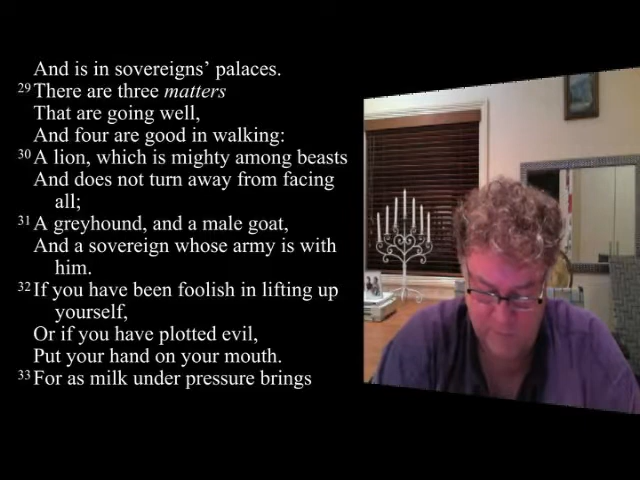 And is in sovereigns’ palaces.
29 There are three matters
That are going well,
And four are good in walking:
30 A lion, which is mighty among beasts
And does not turn away from facing
all;
31 A greyhound, and a male goat,
And a sovereign whose army is with
him.
32 If you have been foolish in lifting up
yourself,
Or if you have plotted evil,
Put your hand on your mouth.
33 For as milk under pressure brings